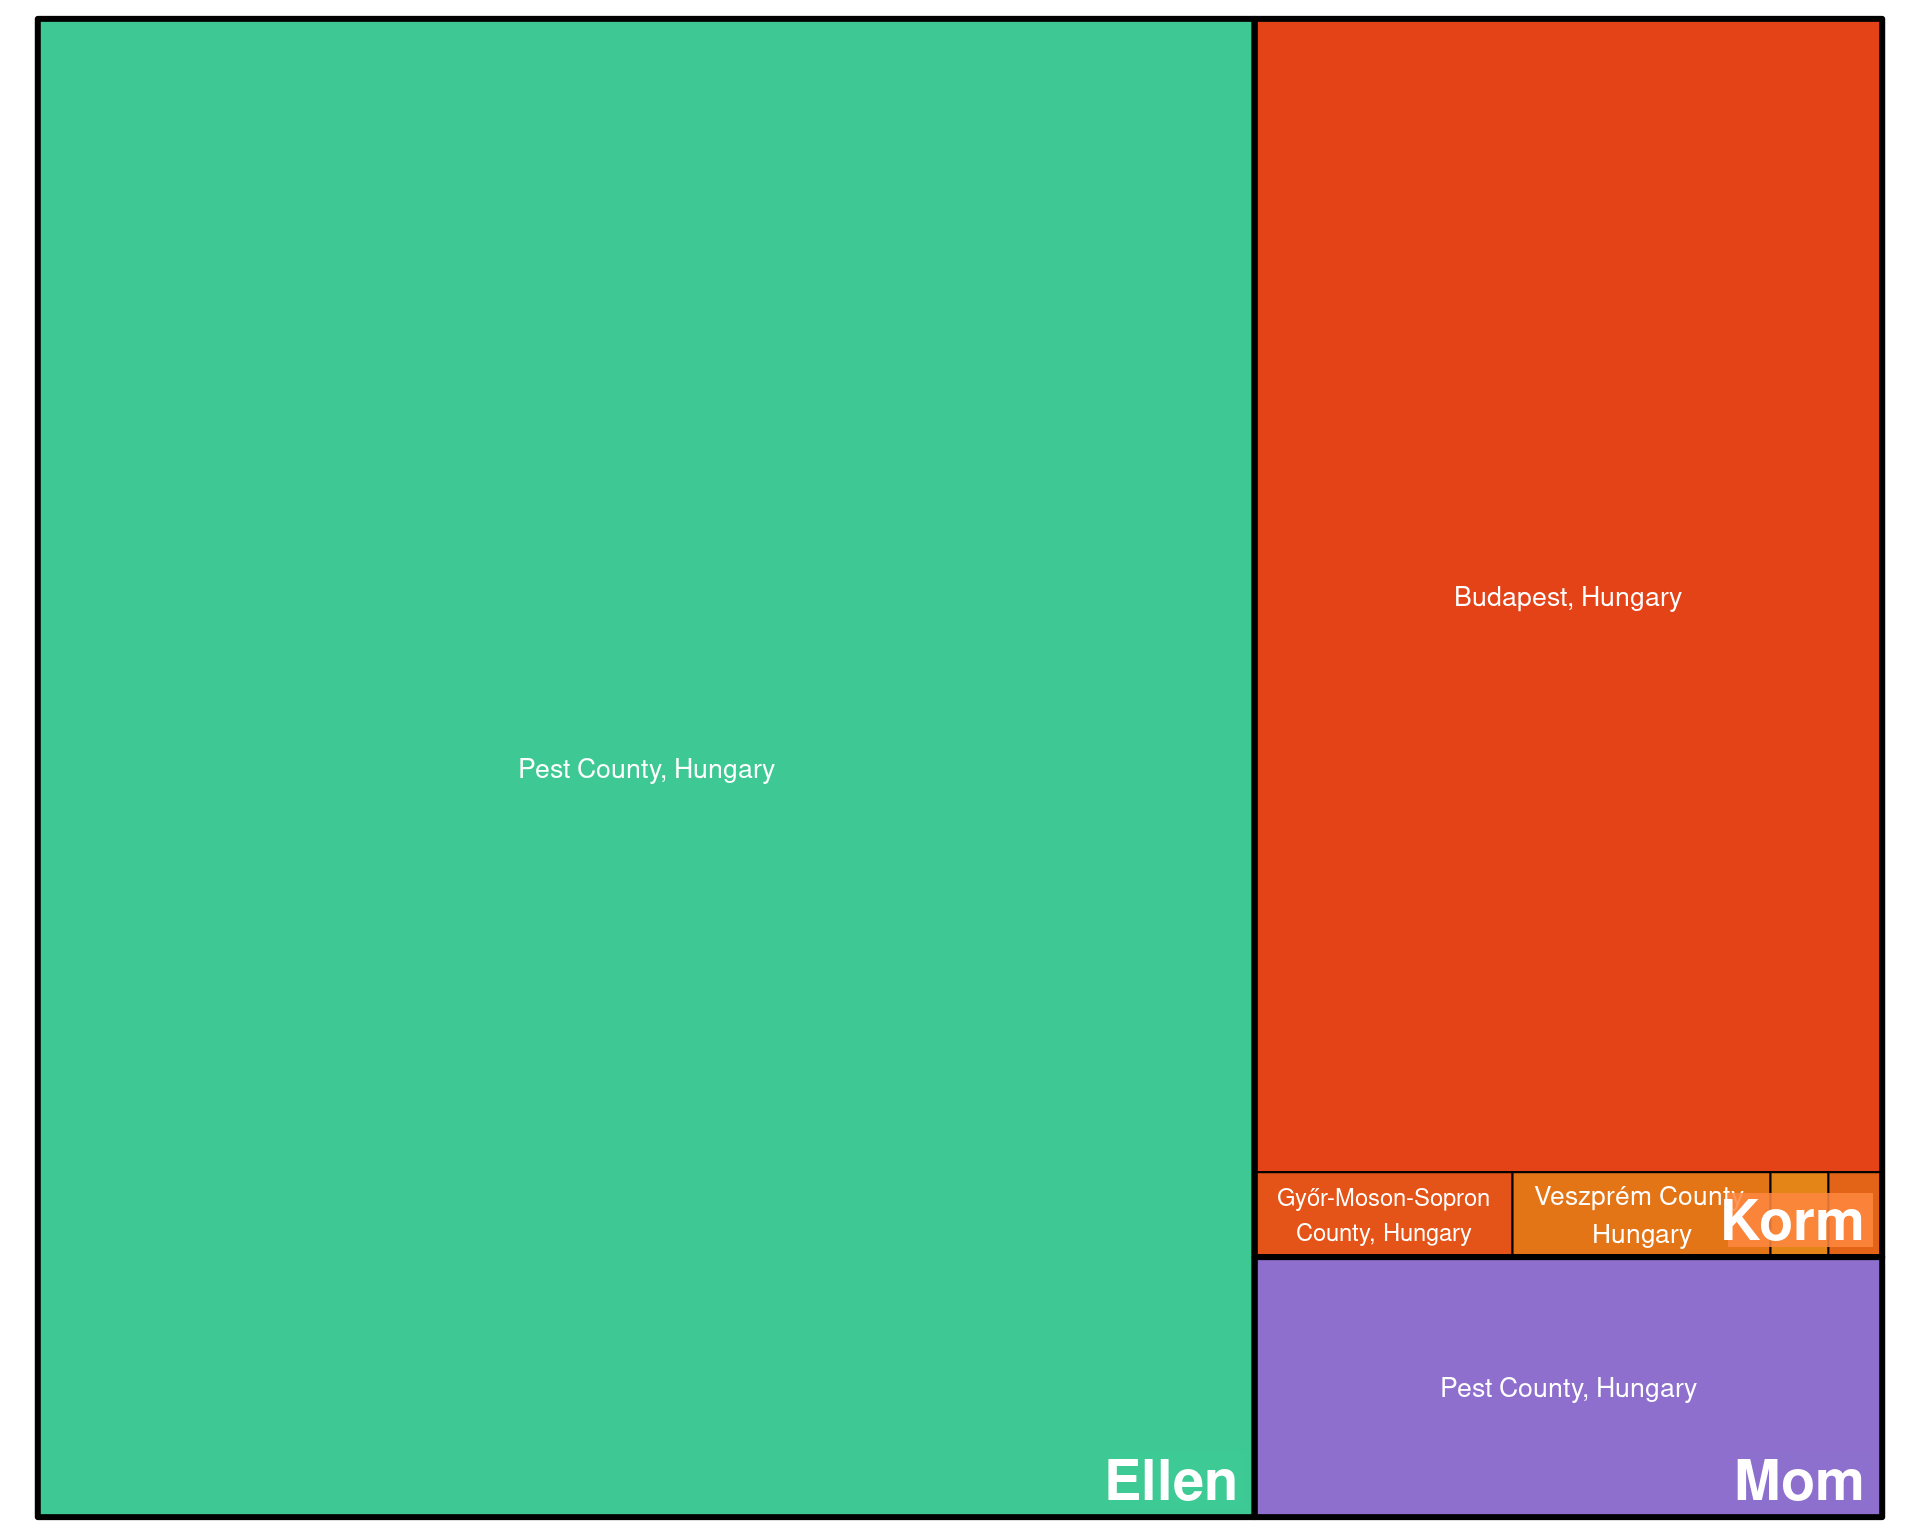 Budapest, Hungary
Pest County, Hungary
Győr-Moson-Sopron
County, Hungary
Veszprém County,
Hungary
Korm
Pest County, Hungary
Ellen
Mom